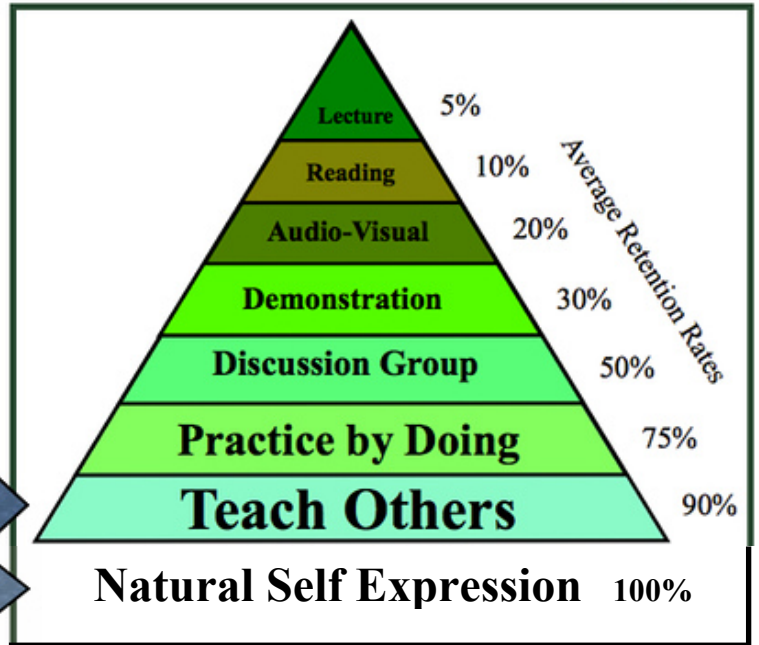 Lecture 5%
Reading 10%
Audio-Visual 20%
Demonstration 30%
Discussion Group 50%
Practice by Doing 75%
Teach Others 90%
Natural Self Expression 100%
Average Retention Rates